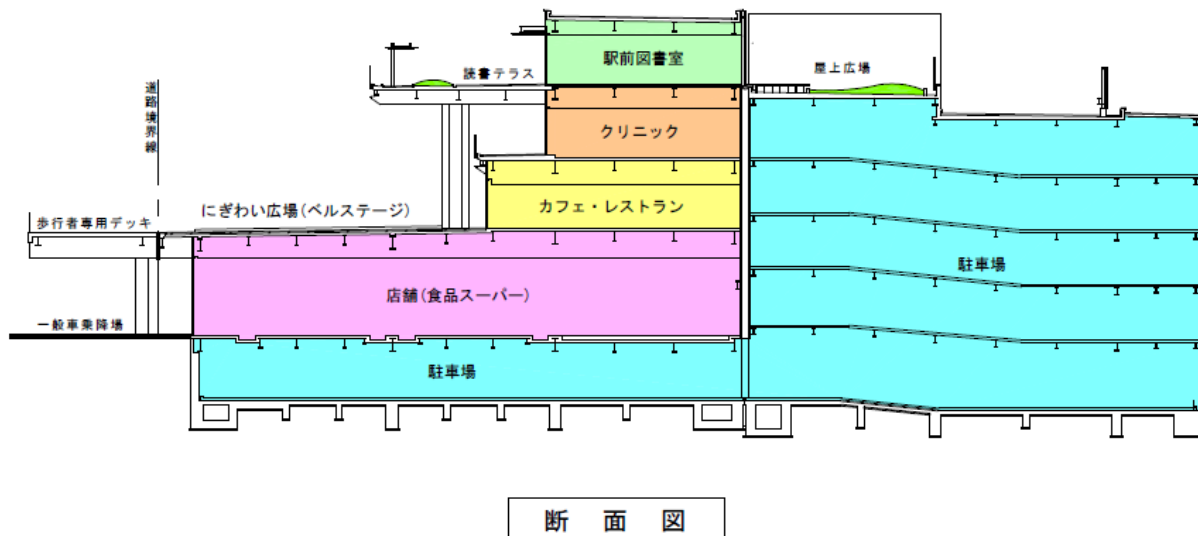 駅前図書室
読書テラス
屋上広場
道路境界線
クリニック
カフェ・レストラン
にぎわい広場(ベルステージ)
歩行者専用デッキ
駐車場
店舗(食品スーパー)
一般車乗降場
駐車場
断面図